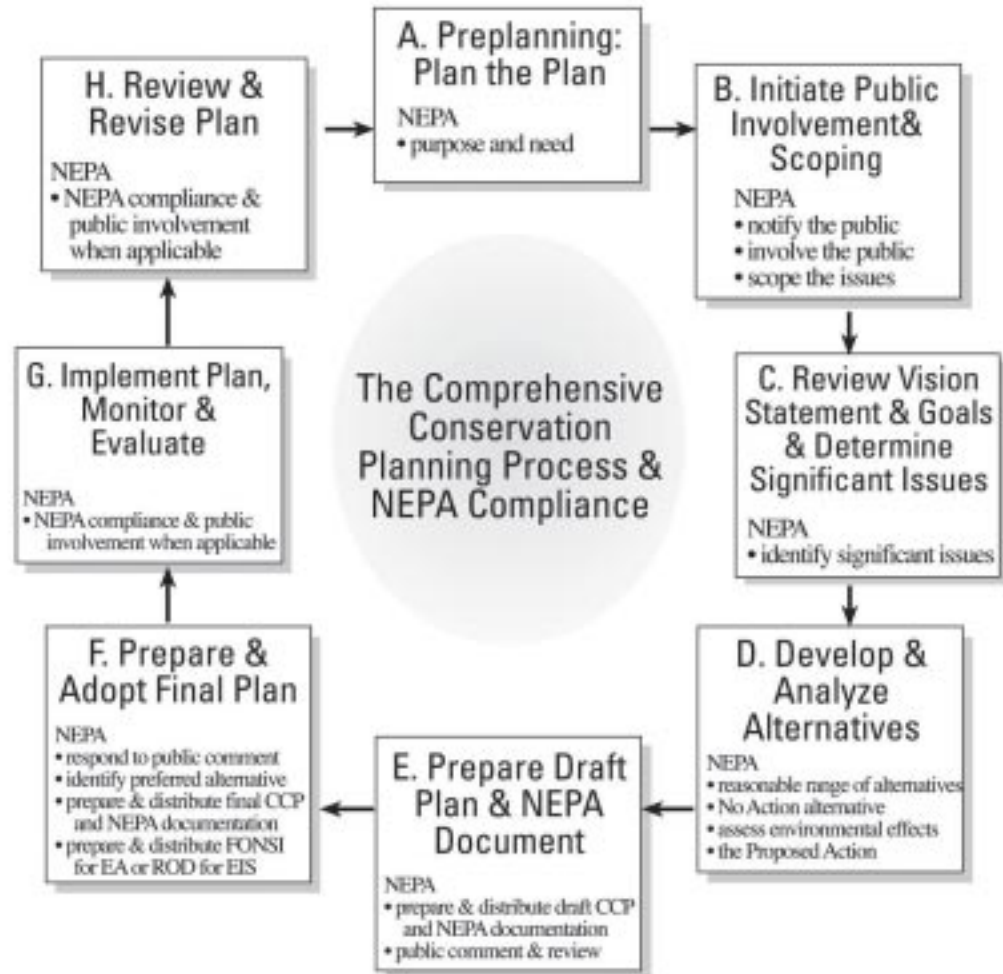 A. Preplanning:
Plan the Plan
NEPA
• purpose and need
B. Initiate Public
Involvement&
Scoping
NEPA
• notify the public
• involve the public
• scope the issues
C. Review Vision
Statement & Goals
& Determine
Significant Issues
NEPA
• identify significant issues
D. Develop &
Analyze
Alternatives
NEPA
• reasonable range of alternatives
• No Action alternative
• assess environmental effects
• the Proposed Action
E. Prepare Draft
Plan & NEPA
Document
NEPA
• prepare & distribute draft CCP
and NEPA documentation
• public comment & review
F. Prepare &
Adopt Final Plan
NEPA
• respond to public comment
• identify preferred alternative
• prepare & distribute final CCP
and NEPA documentation
• prepare & distribute FONSI
for EA or ROD for EIS
G. Implement Plan,
Monitor &
Evaluate
NEPA
• NEPA compliance & public
involvement when applicable
H. Review &
Revise Plan
NEPA
• NEPA compliance &
public involvement
when applicable
The Comprehensive
Conservation
Planning Process &
NEPA Compliance